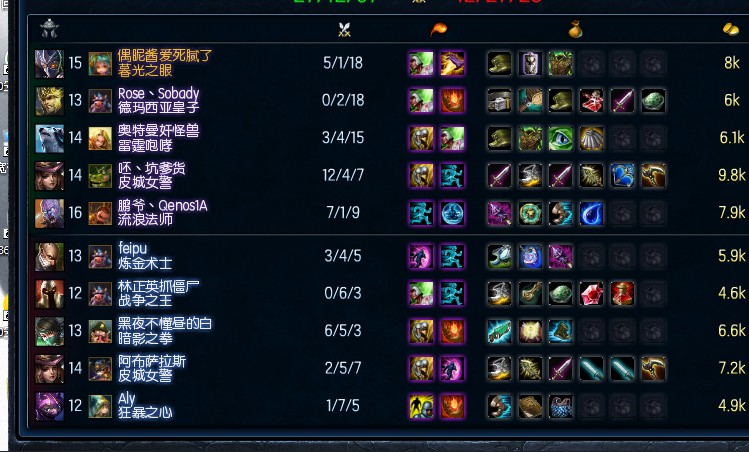 15 偶昵酱爱死腻了 5/1/18 8k
暮光之眼
13 Rose丶Sobady 0/2/18 6k
德玛西亚皇子
14 奥特曼奸怪兽 3/4/15 6.1k
雷霆咆哮
14 呸、坑爹货 12/4/7 9.8k
皮城女警
16 鹏爷、Qenos1A 7/1/9 7.9k
流浪法师
13 feipu 3/4/5 5.9k
炼金术士
12 林正英抓僵尸 0/6/3 4.6k
战争之王
13 黑夜不懂昼的白 6/5/3 6.6k
暗影之拳
14 阿布萨拉斯 2/5/7 7.2k
皮城女警
12 Aly 1/7/5 4.9k
狂暴之心